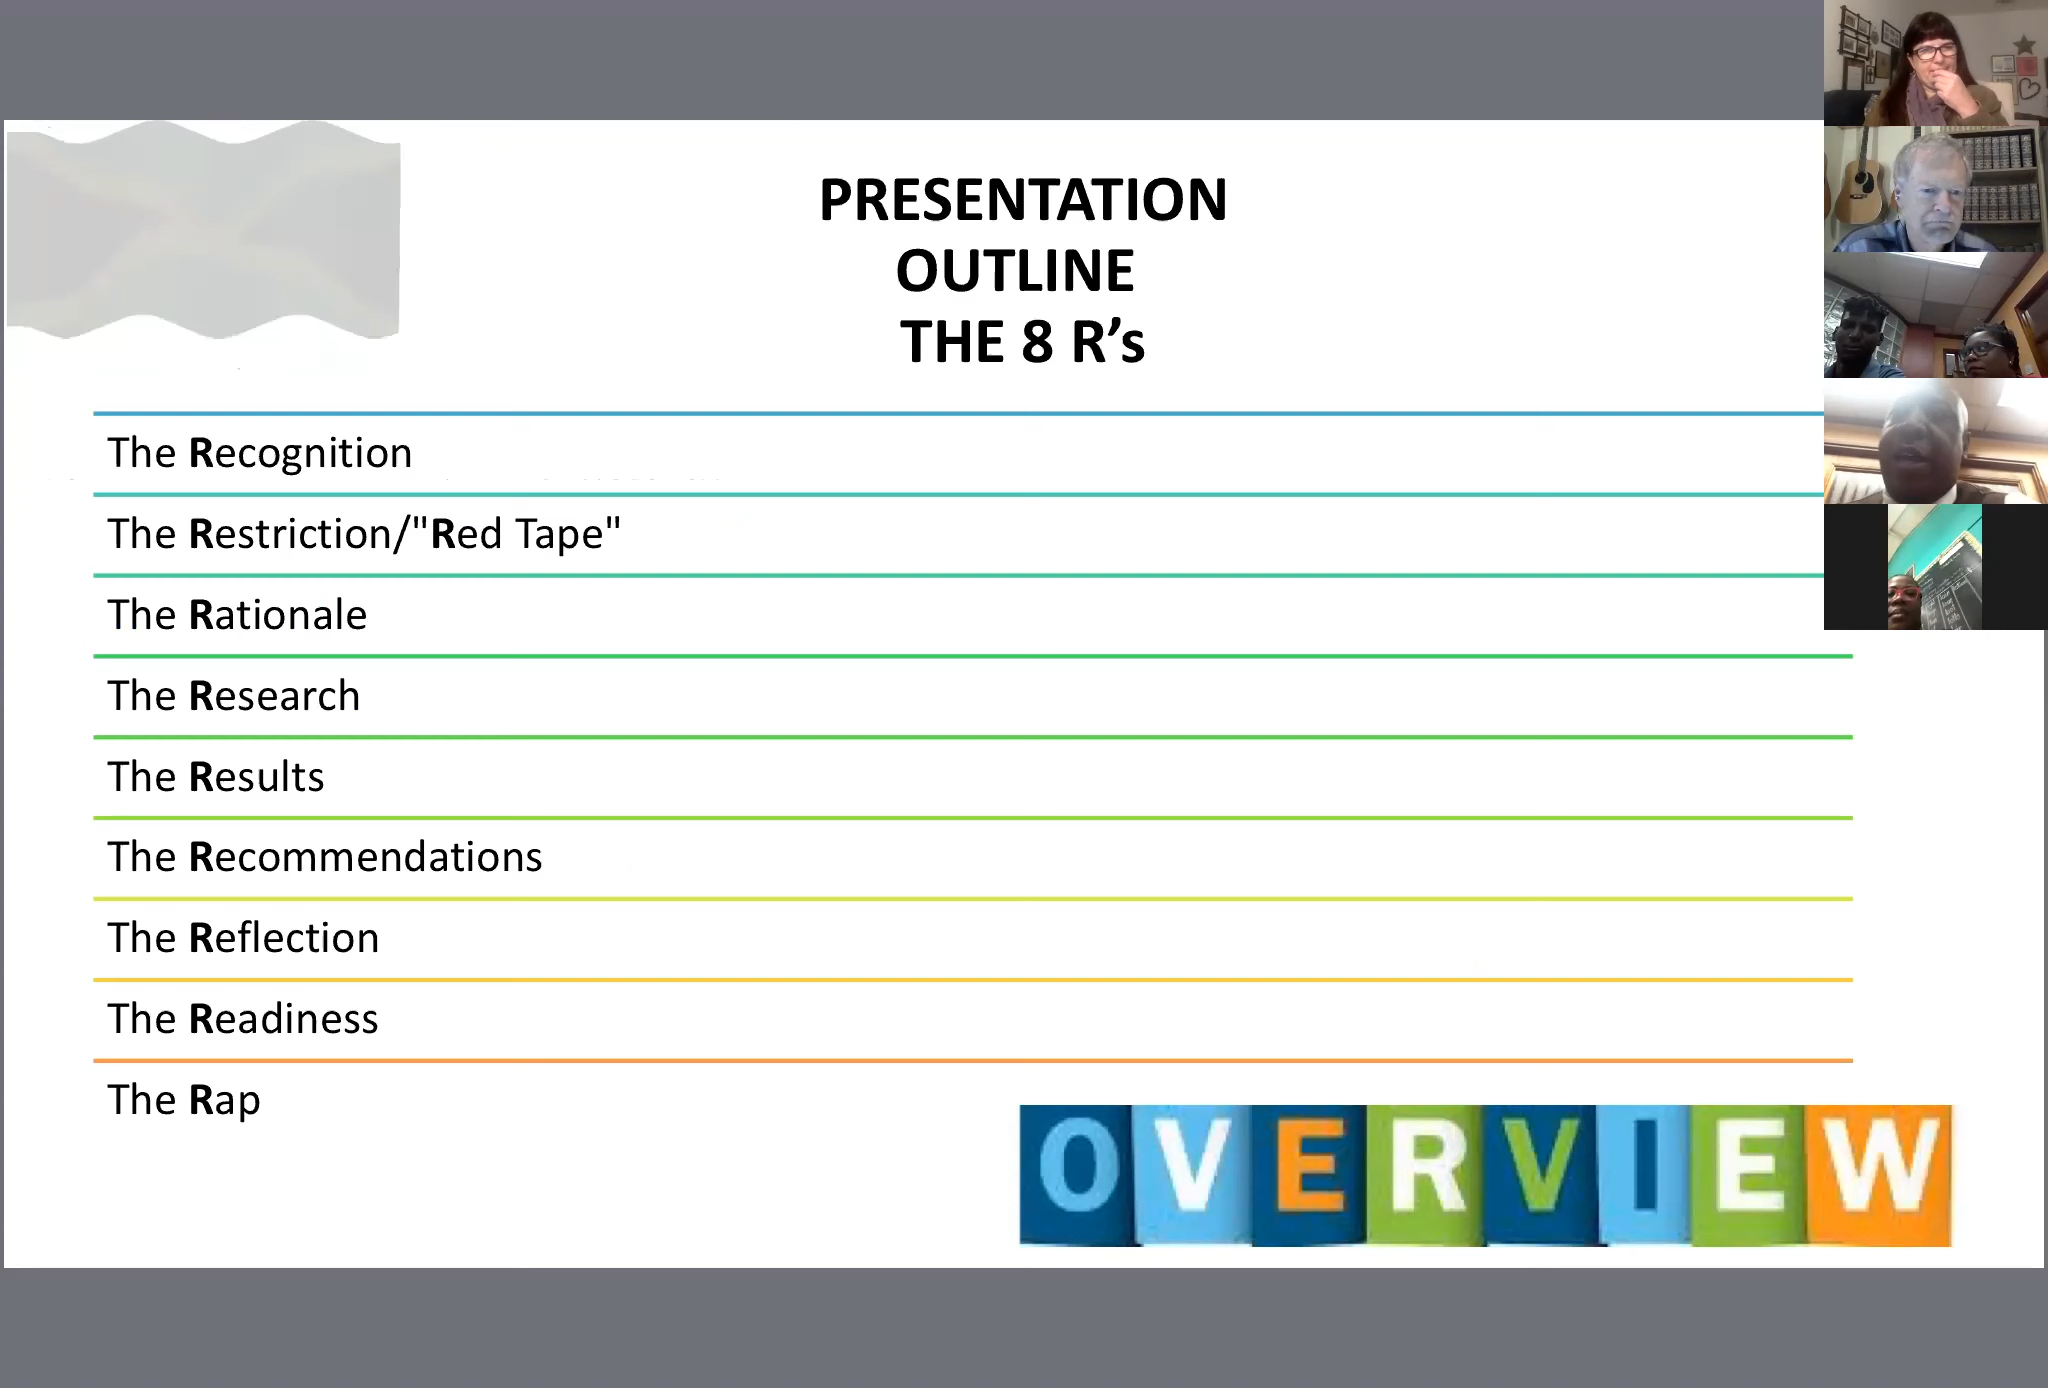 PRESENTATION
OUTLINE
THE 8 R’s
The Recognition
The Restriction/"Red Tape"
The Rationale
The Research
The Results
The Recommendations
The Reflection
The Readiness
The Rap
OVERVIEW